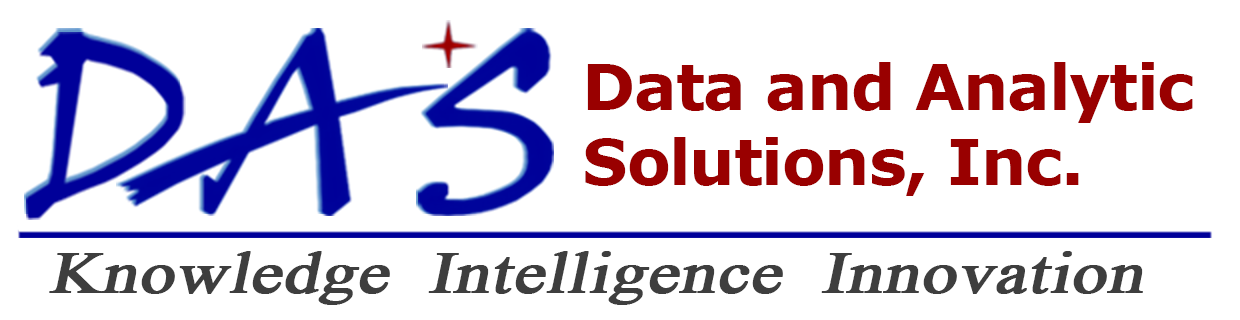 DAS
Data and Analytic
Solutions, Inc.
Knowledge Intelligence Innovation